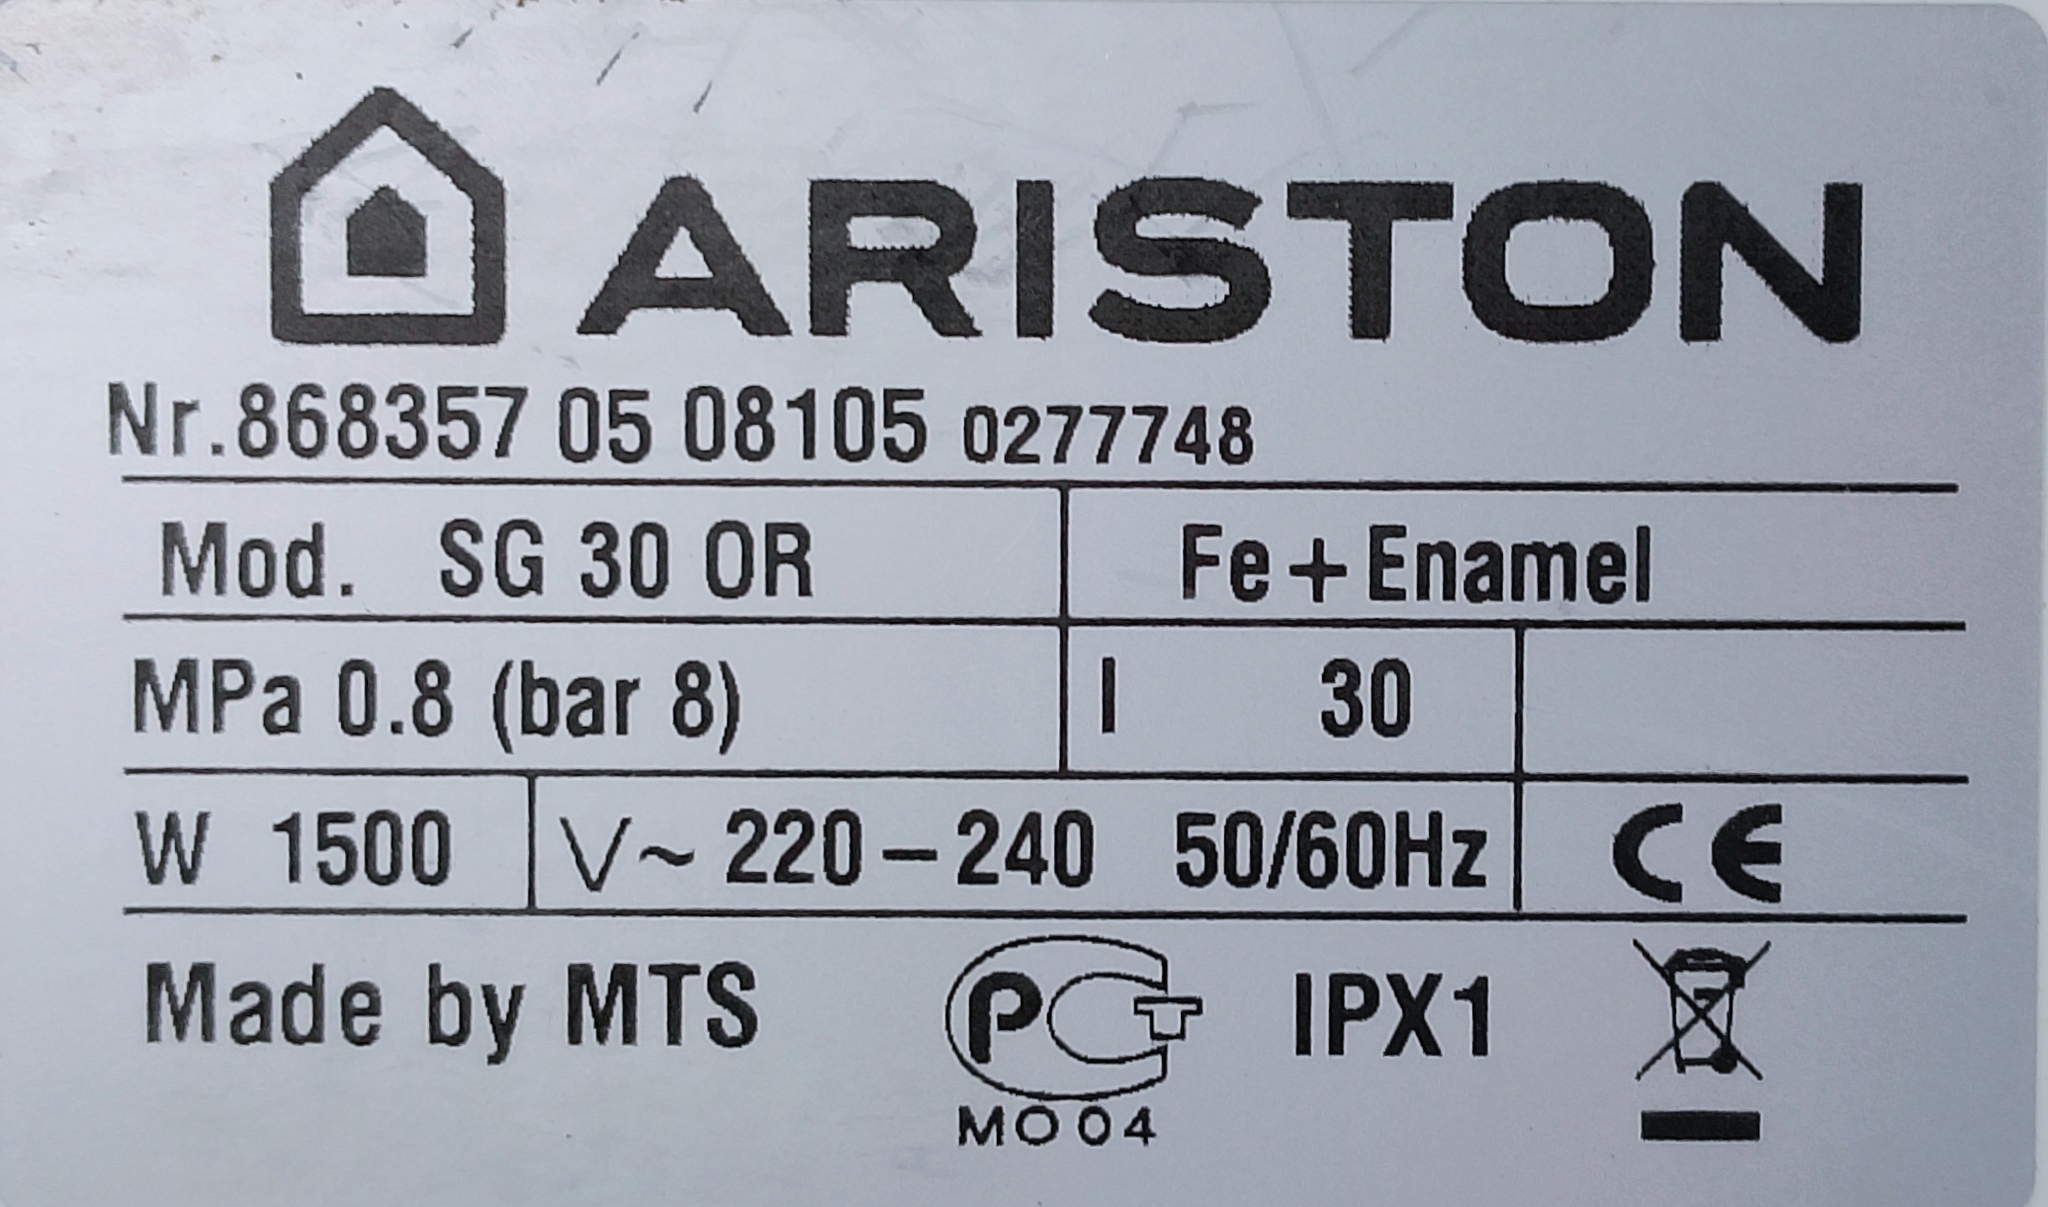 ARISTON
Nr.868357 05 08105 0277748
Mod. SG 30 OR Fe+Enamel
MPa 0.8 (bar 8) l 30
W 1500 V~ 220-240 50/60Hz CE
Made by MTS PCT IPX1
MO04